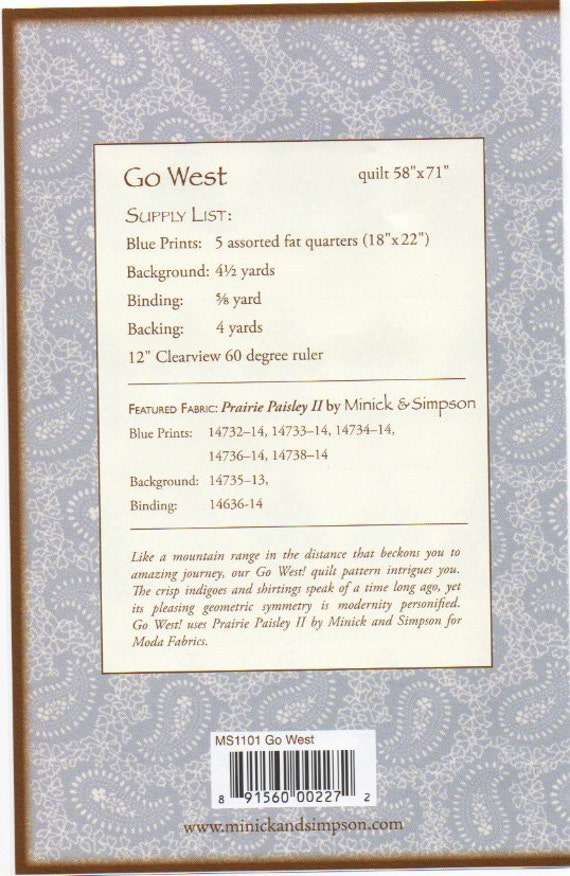 Go West quilt 58"x71"
Supply List:
Blue Prints: 5 assorted fat quarters (18"x22")
Background: 4½ yards
Binding: ⅝ yard
Backing: 4 yards
12" Clearview 60 degree ruler
Featured Fabric: Prairie Paisley II by Minick & Simpson
Blue Prints: 14732–14, 14733–14, 14734–14,
14736–14, 14738–14
Background: 14735–13,
Binding: 14636-14
Like a mountain range in the distance that beckons you to
amazing journey, our Go West! quilt pattern intrigues you.
The crisp indigoes and shirtings speak of a time long ago, yet
its pleasing geometric symmetry is modernity personified.
Go West! uses Prairie Paisley II by Minick and Simpson for
Moda Fabrics.
MS1101 Go West
8 91560 00227 2
www.minickandsimpson.com